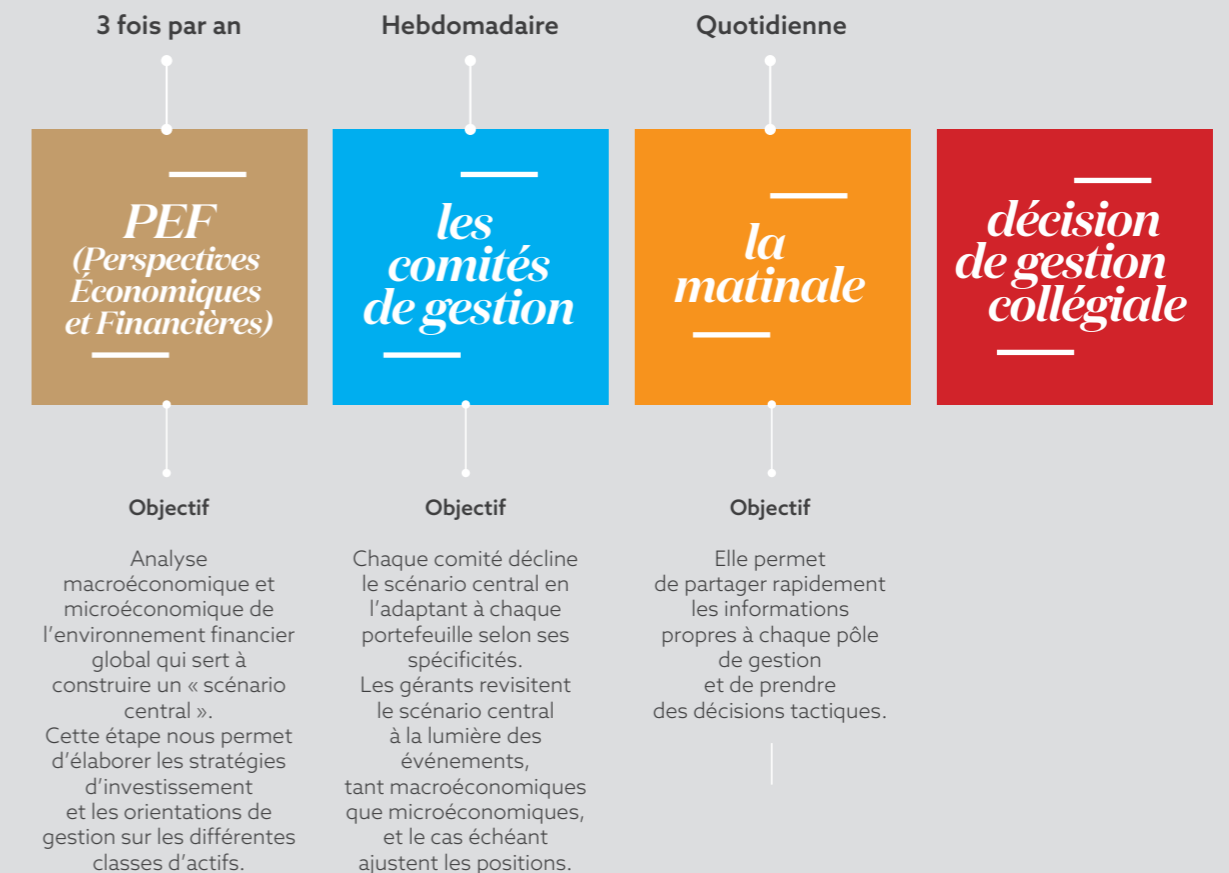 3 fois par an
Hebdomadaire
Quotidienne
PEF
(Perspectives
Économiques
et Financières)
les
comités
de gestion
la
matinale
décision
de gestion
collégiale
Objectif
Analyse
macroéconomique et
microéconomique de
l’environnement financier
global qui sert à
construire un « scénario
central ».
Cette étape nous permet
d’élaborer les stratégies
d’investissement
et les orientations de
gestion sur les différentes
classes d’actifs.
Objectif
Chaque comité décline
le scénario central en
l’adaptant à chaque
portefeuille selon ses
spécificités.
Les gérants revisitent
le scénario central
à la lumière des
événements,
tant macroéconomiques
que microéconomiques,
et le cas échéant
ajustent les positions.
Objectif
Elle permet
de partager rapidement
les informations
propres à chaque pôle
de gestion
et de prendre
des décisions tactiques.